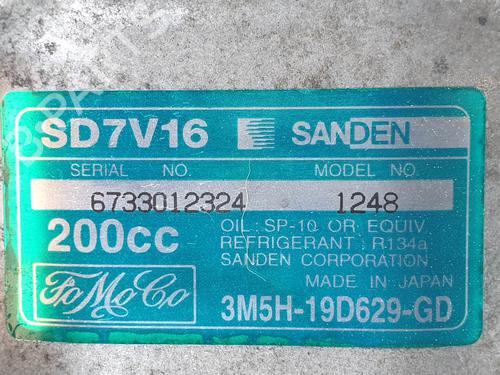 SD7V16 SANDEN
SERIAL NO. MODEL NO.
6733012324 1248
200cc
OIL : SP-10 OR EQUIV
REFRIGERANT : R134a
SANDEN CORPORATION
MADE IN JAPAN
FoMoCo
3M5H-19D629-GD